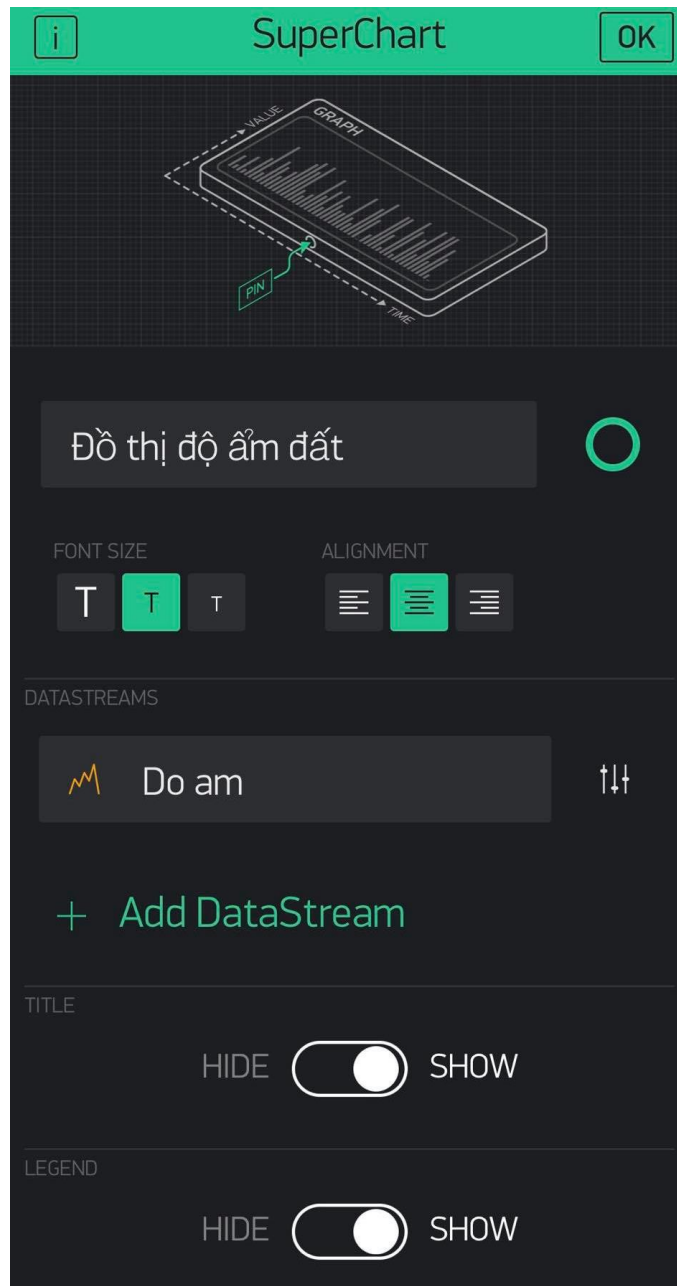 i SuperChart OK
VALUE
GRAPH
PIN
TIME
Đồ thị độ ẩm đất
FONT SIZE ALIGNMENT
T T T
DATASTREAMS
Do am
+ Add DataStream
TITLE
HIDE SHOW
LEGEND
HIDE SHOW